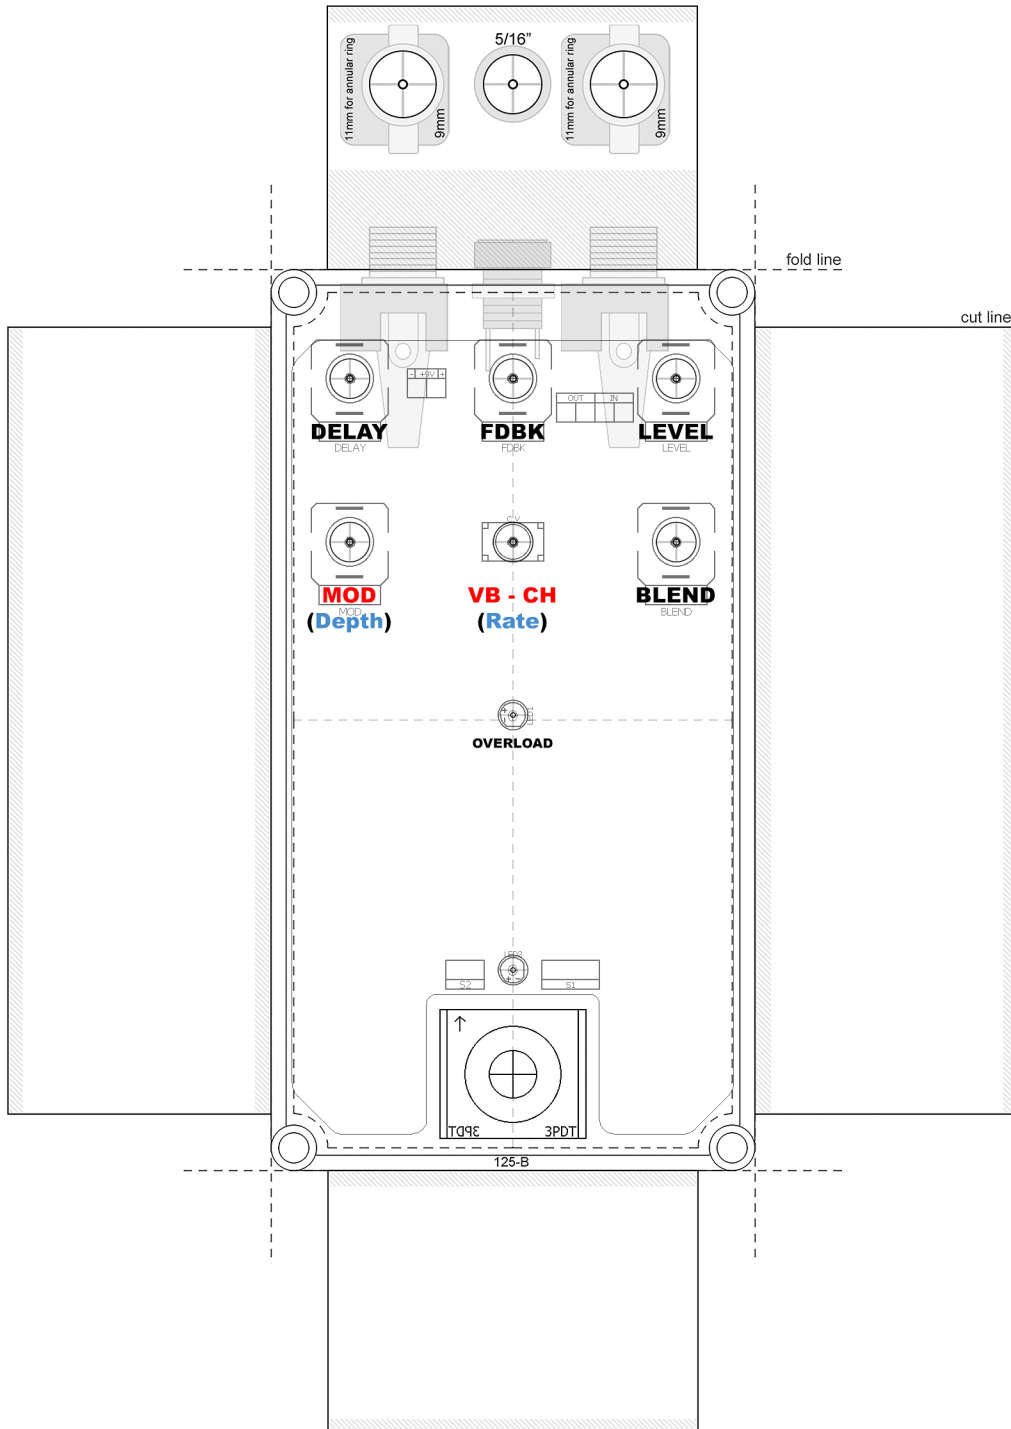 5/16”
11mm for annular ring
9mm
11mm for annular ring
9mm
fold line
cut line
- +9V +
OUT IN
DELAY FDBK LEVEL
DELAY FDBK LEVEL
MOD VB - CH BLEND
MOD BLEND
(Depth) (Rate)
LED1
OVERLOAD
LED2
+ -
S2 S1
3PDT 3PDT
125-B